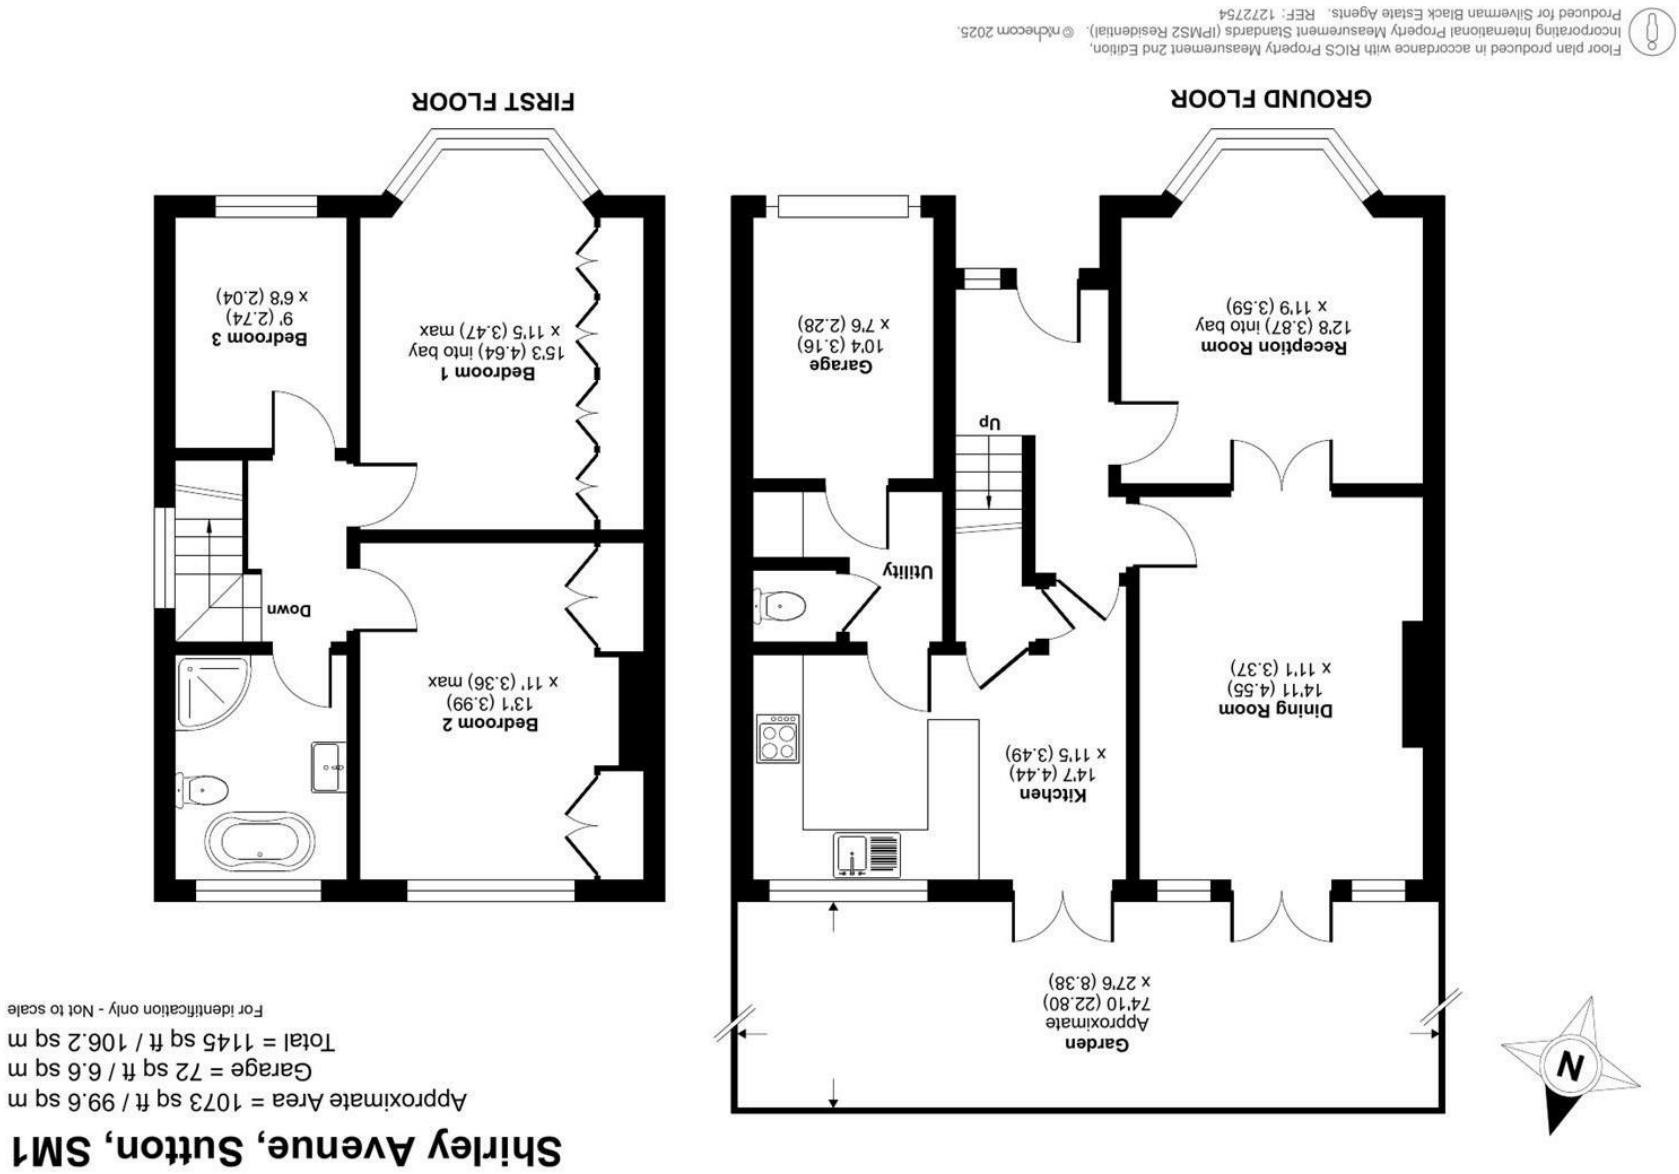 Shirley Avenue, Sutton, SM1
Approximate Area = 1073 sq ft / 99.6 sq m
Garage = 72 sq ft / 6.6 sq m
Total = 1145 sq ft / 106.2 sq m
For identification only - Not to scale
N
Garden
Approximate
74'10 (22.80)
x 27'6 (8.38)
Dining Room
14'11 (4.55)
x 11'1 (3.37)
Kitchen
14'7 (4.44)
x 11'5 (3.49)
Utility
Up
Reception Room
12'8 (3.87) into bay
x 11'9 (3.59)
Garage
10'4 (3.16)
x 7'6 (2.28)
GROUND FLOOR
Bedroom 2
13'1 (3.99)
x 11' (3.36) max
Down
Bedroom 1
15'3 (4.64) into bay
x 11'5 (3.47) max
Bedroom 3
9' (2.74)
x 6'8 (2.04)
FIRST FLOOR
Floor plan produced in accordance with RICS Property Measurement 2nd Edition,
Incorporating International Property Measurement Standards (IPMS2 Residential). © nichecom 2025.
Produced for Silverman Black Estate Agents. REF: 1272754